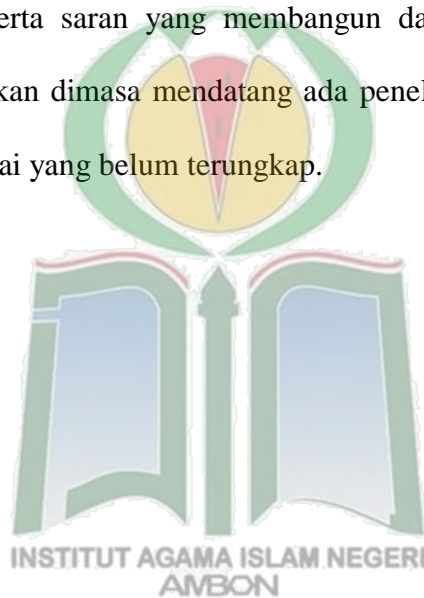 erta saran yang membangun da
kan dimasa mendatang ada penel
ai yang belum terungkap.
INSTITUT AGAMA ISLAM NEGERI
AMBON